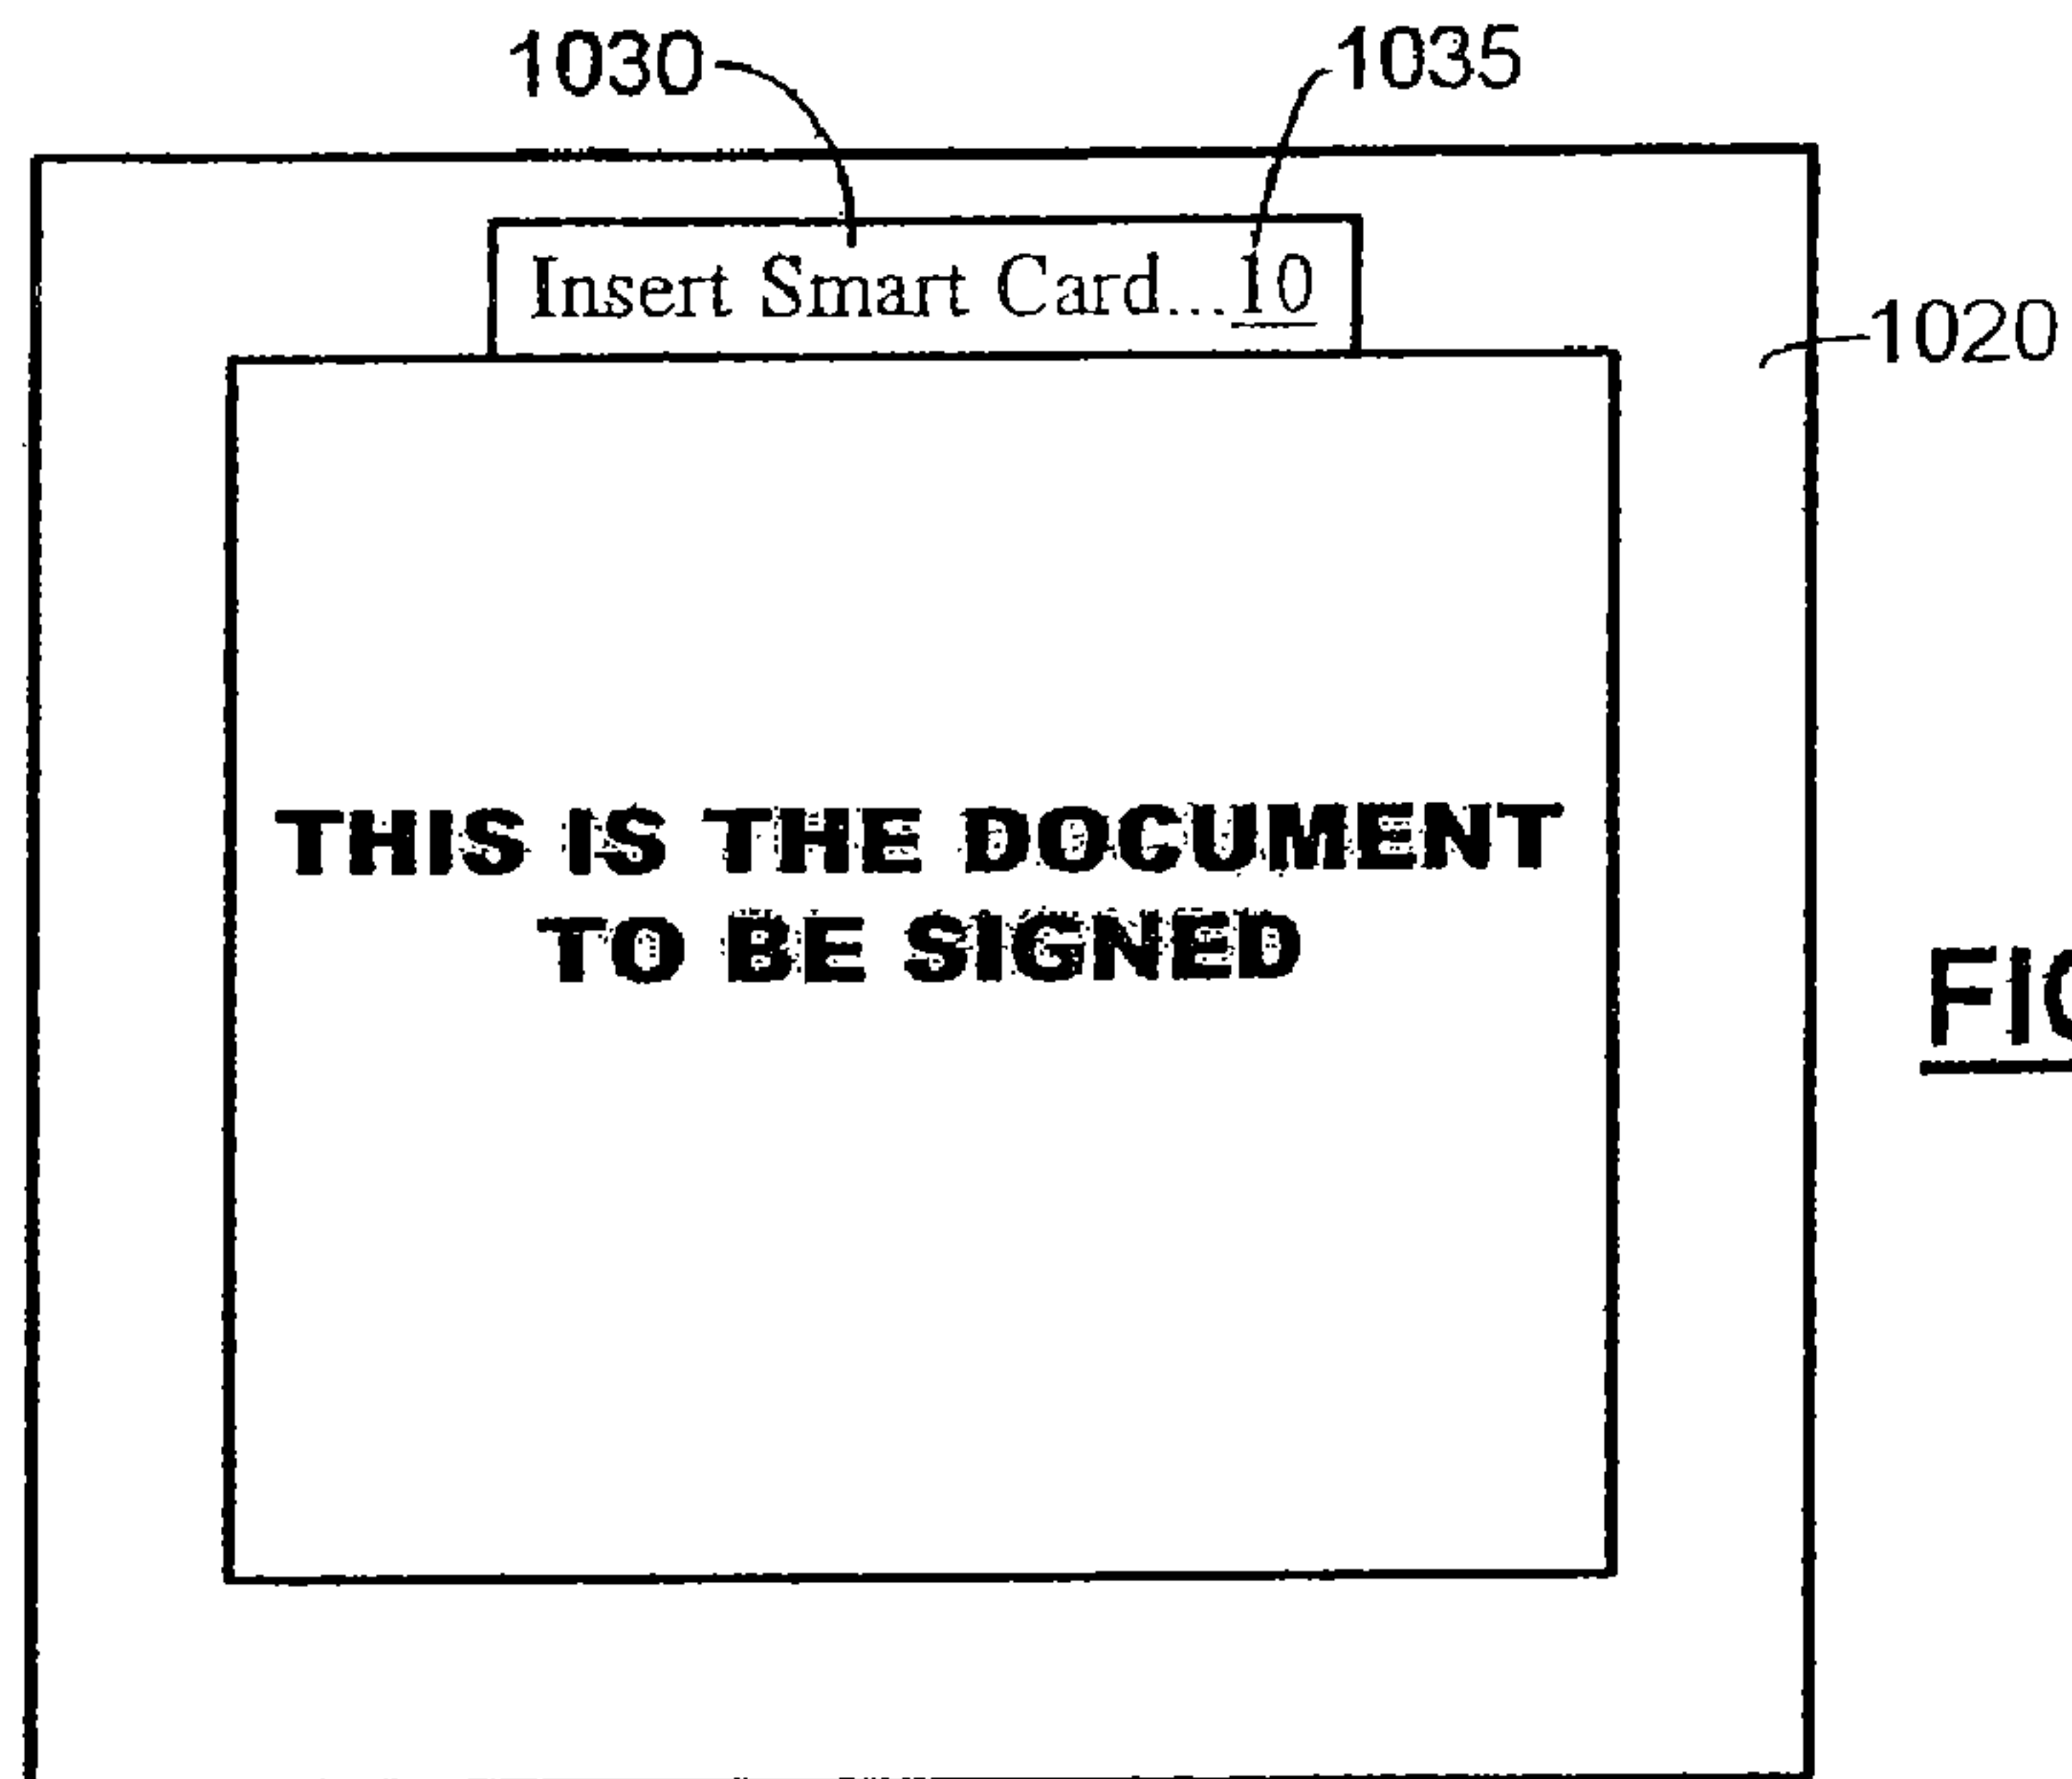 1030 1035
Insert Smart Card...10
1020
THIS IS THE DOCUMENT
TO BE SIGNED